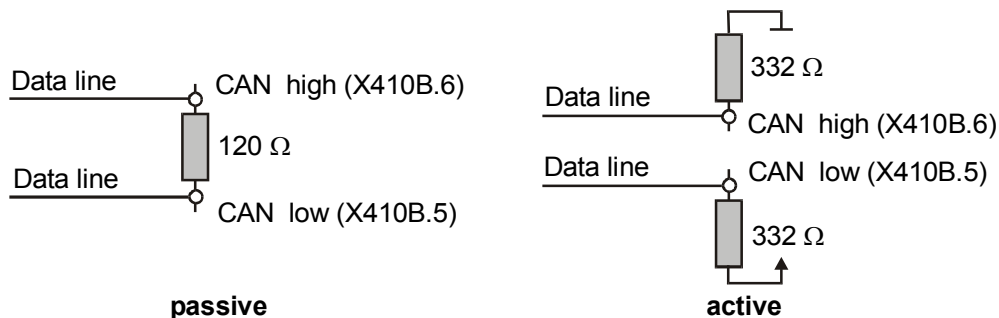 Data line
CAN high (X410B.6)
120 Ω
Data line
CAN low (X410B.5)
passive
332 Ω
Data line
CAN high (X410B.6)
Data line
CAN low (X410B.5)
332 Ω
active